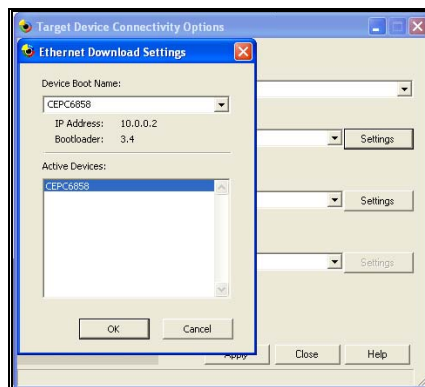 Target Device Connectivity Options
Ethernet Download Settings
Device Boot Name:
CEPC6858
IP Address: 10.0.0.2
Bootloader: 3.4
Settings
Active Devices:
CEPC6858
Settings
Settings
OK Cancel
Apply Close Help